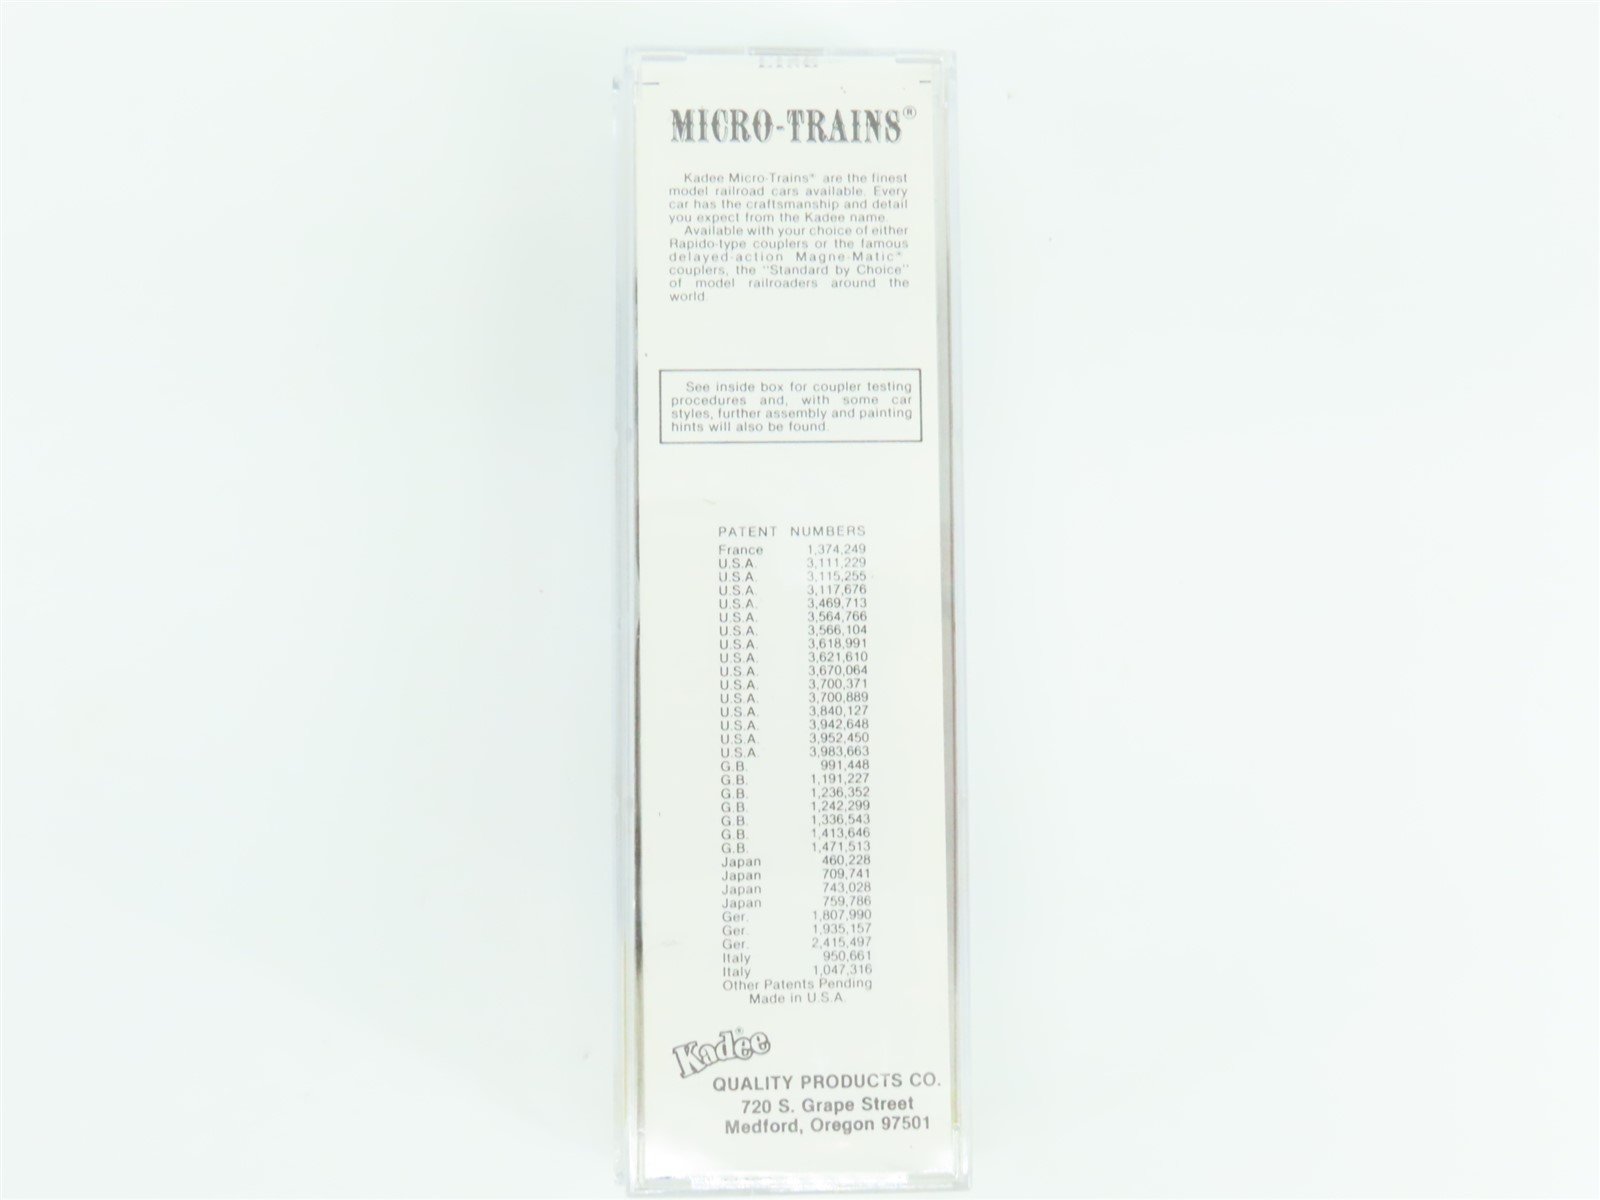 MICRO-TRAINS®
Kadee Micro-Trains® are the finest
model railroad cars available. Every
car has the craftsmanship and detail
you expect from the Kadee name.
Available with your choice of either
Rapido-type couplers or the famous
delayed-action Magne-Matic®
couplers, the "Standard by Choice"
of model railroaders around the
world.
See inside box for coupler testing
procedures and, with some car
styles, further assembly and painting
hints will also be found.
PATENT NUMBERS
France 1,374,249
U.S.A. 3,111,229
U.S.A. 3,115,255
U.S.A. 3,117,676
U.S.A. 3,469,713
U.S.A. 3,564,766
U.S.A. 3,566,104
U.S.A. 3,618,991
U.S.A. 3,621,610
U.S.A. 3,670,064
U.S.A. 3,700,371
U.S.A. 3,700,889
U.S.A. 3,840,127
U.S.A. 3,942,648
U.S.A. 3,952,450
U.S.A. 3,983,663
G.B. 991,448
G.B. 1,191,227
G.B. 1,236,352
G.B. 1,242,299
G.B. 1,336,543
G.B. 1,413,646
G.B. 1,471,513
Japan 460,228
Japan 709,741
Japan 743,028
Japan 759,786
Ger. 1,807,990
Ger. 1,935,157
Ger. 2,415,497
Italy 950,661
Italy 1,047,316
Other Patents Pending
Made in U.S.A.
Kadee®
QUALITY PRODUCTS CO.
720 S. Grape Street
Medford, Oregon 97501